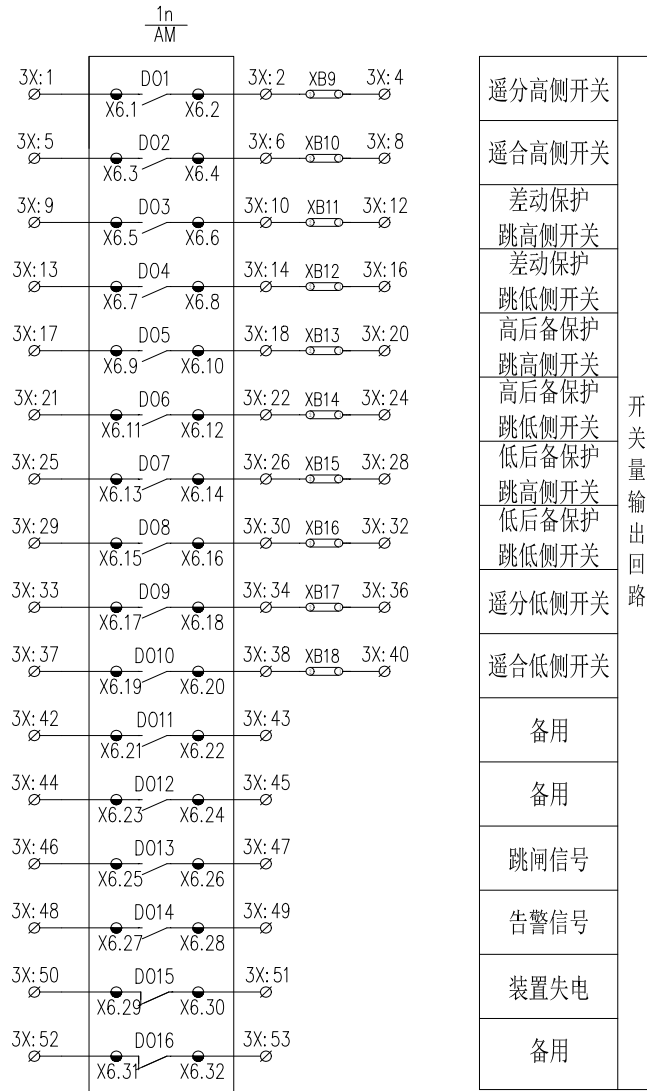 1n
AM
3X:1 DO1 3X:2 XB9 3X:4
X6.1 X6.2
遥分高侧开关
3X:5 DO2 3X:6 XB10 3X:8
X6.3 X6.4
遥合高侧开关
3X:9 DO3 3X:10 XB11 3X:12
X6.5 X6.6
差动保护
跳高侧开关
3X:13 DO4 3X:14 XB12 3X:16
X6.7 X6.8
差动保护
跳低侧开关
3X:17 DO5 3X:18 XB13 3X:20
X6.9 X6.10
高后备保护
跳高侧开关
3X:21 DO6 3X:22 XB14 3X:24
X6.11 X6.12
高后备保护
跳低侧开关
3X:25 DO7 3X:26 XB15 3X:28
X6.13 X6.14
低后备保护
跳高侧开关
3X:29 DO8 3X:30 XB16 3X:32
X6.15 X6.16
低后备保护
跳低侧开关
3X:33 DO9 3X:34 XB17 3X:36
X6.17 X6.18
遥分低侧开关
3X:37 DO10 3X:38 XB18 3X:40
X6.19 X6.20
遥合低侧开关
3X:42 DO11 3X:43
X6.21 X6.22
备用
3X:44 DO12 3X:45
X6.23 X6.24
备用
3X:46 DO13 3X:47
X6.25 X6.26
跳闸信号
3X:48 DO14 3X:49
X6.27 X6.28
告警信号
3X:50 DO15 3X:51
X6.29 X6.30
装置失电
3X:52 DO16 3X:53
X6.31 X6.32
备用
开关量输出回路